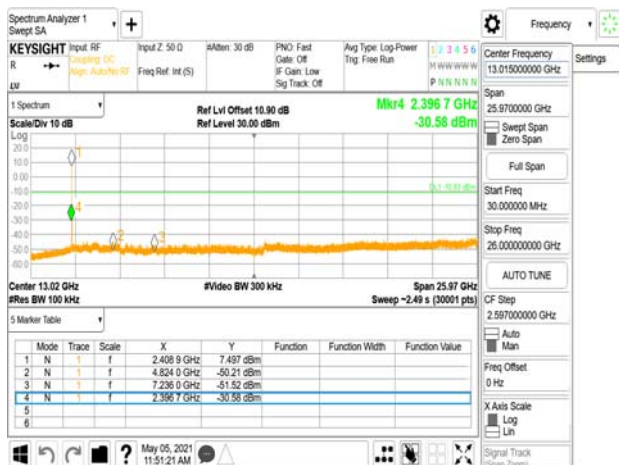 Spectrum Analyzer 1
Swept SA
Frequency
KEYSIGHT Input: RF Input Z: 50 Ω #Atten: 30 dB PNO: Fast Avg Type: Log-Power 1 2 3 4 5 6
R Coupling: DC Gate: Off Trig: Free Run M W W W W W
Align: Auto/No RF Freq Ref: Int (S) IF Gain: Low P N N N N N
Sig Track: Off
LVI
1 Spectrum
Scale/Div 10 dB
Ref Lvl Offset 10.90 dB
Ref Level 30.00 dBm
Mkr4 2.396 7 GHz
-30.58 dBm
Log
20.0
10.0
0.00
-10.0
-20.0
-30.0
-40.0
-50.0
-60.0
1
4
2
3
Center 13.02 GHz #Video BW 300 kHz Span 25.97 GHz
#Res BW 100 kHz Sweep ~2.49 s (30001 pts)
5 Marker Table
Mode Trace Scale X Y Function Function Width Function Value
1 N 1 f 2.408 9 GHz 7.497 dBm
2 N 1 f 4.824 0 GHz -50.21 dBm
3 N 1 f 7.236 0 GHz -51.52 dBm
4 N 1 f 2.396 7 GHz -30.58 dBm
5
6
May 05, 2021
11:51:21 AM
Center Frequency
13.015000000 GHz
Settings
Span
25.9700000 GHz
Swept Span
Zero Span
Full Span
Start Freq
30.000000 MHz
Stop Freq
26.000000000 GHz
AUTO TUNE
CF Step
2.597000000 GHz
Auto
Man
Freq Offset
0 Hz
X Axis Scale
Log
Lin
Signal Track